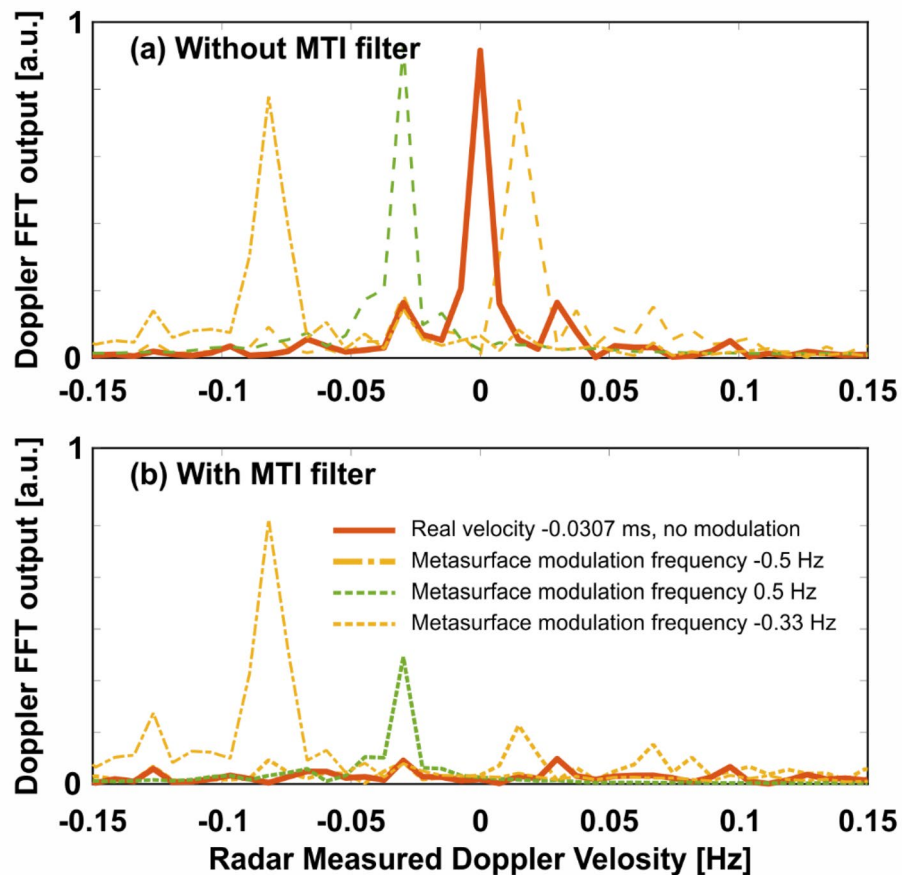 Doppler FFT output [a.u.]
1
0
(a) Without MTI filter
-0.15 -0.1 -0.05 0 0.05 0.1 0.15
Doppler FFT output [a.u.]
1
0
(b) With MTI filter
Real velocity -0.0307 ms, no modulation
Metasurface modulation frequency -0.5 Hz
Metasurface modulation frequency 0.5 Hz
Metasurface modulation frequency -0.33 Hz
-0.15 -0.1 -0.05 0 0.05 0.1 0.15
Radar Measured Doppler Velosity [Hz]